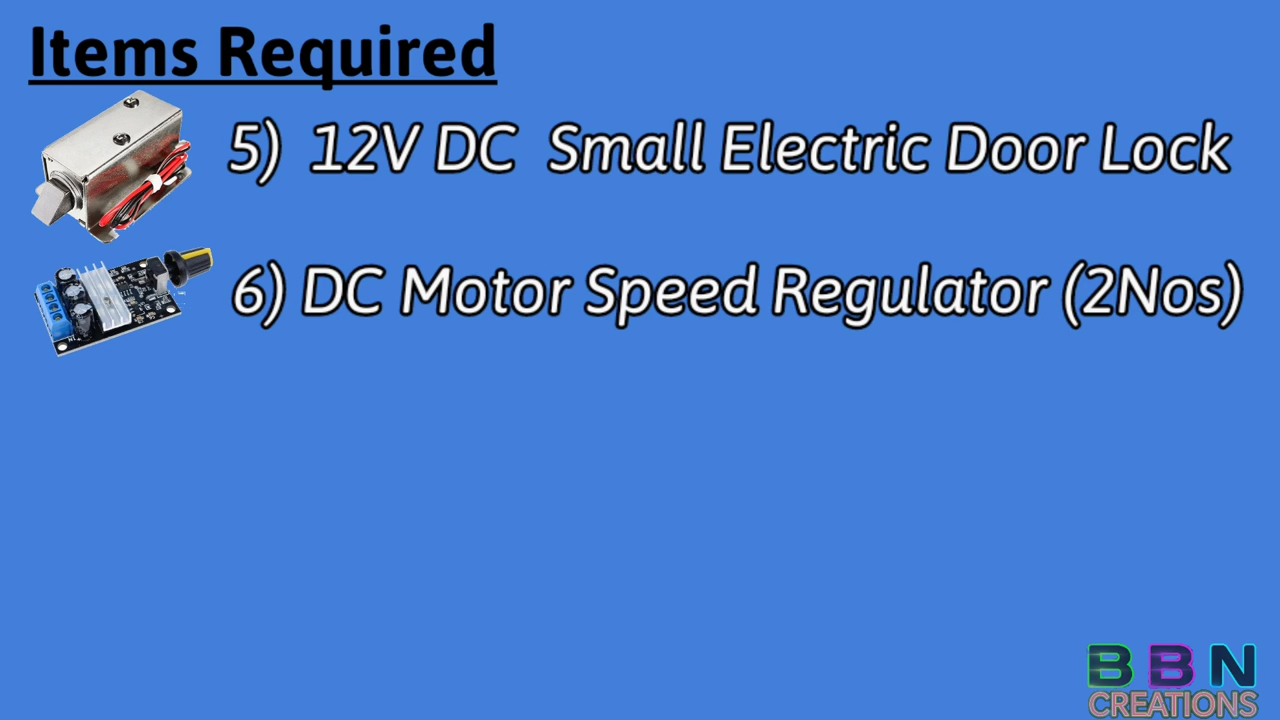 Items Required
5) 12V DC Small Electric Door Lock
6) DC Motor Speed Regulator (2Nos)
BBN
CREATIONS